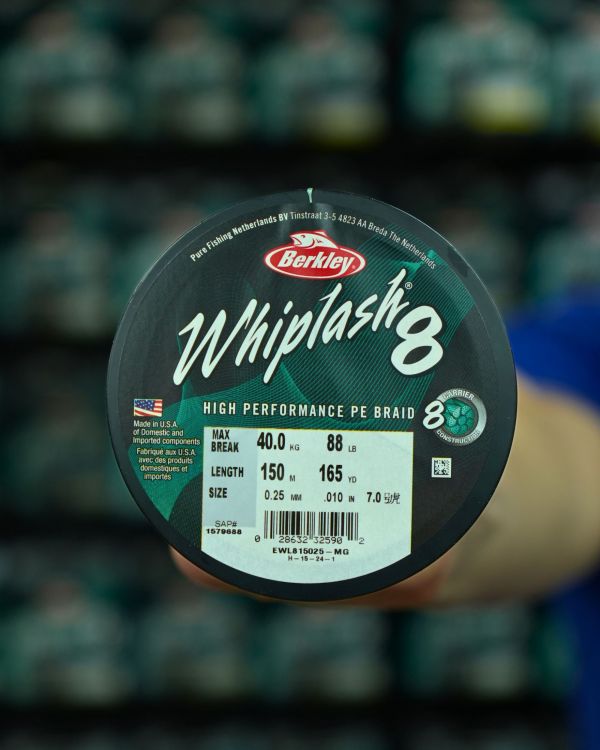 Pure Fishing Netherlands BV Tinstraat 3-5 4823 AA Breda The Netherlands
Berkley
Whiplash® 8
HIGH PERFORMANCE PE BRAID
8 CARRIER CONSTRUCTION
Made in U.S.A.
of Domestic and
Imported components
Fabriqué aux U.S.A.
avec des produits
domestiques et
importés
MAX BREAK 40.0 KG 88 LB
LENGTH 150 M 165 YD
SIZE 0.25 MM .010 IN 7.0 号
SAP#
1579688
0 28632 32590 2
EWL815025-MG
H-15-24-1